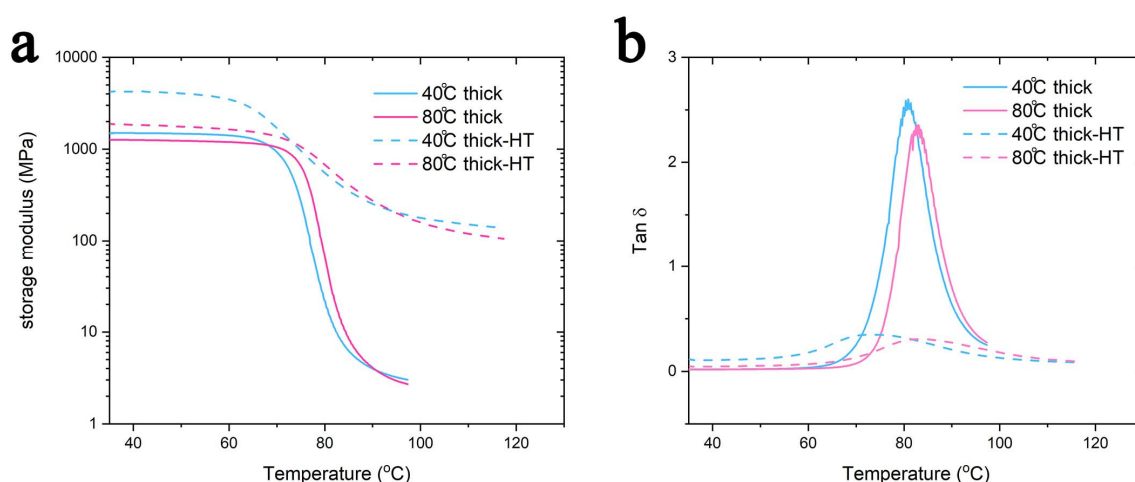 a
10000
1000
100
10
1
storage modulus (MPa)
40℃ thick
80℃ thick
40℃ thick-HT
80℃ thick-HT
40
60
80
100
120
Temperature (°C)
b
3
2
1
0
Tan δ
40℃ thick
80℃ thick
40℃ thick-HT
80℃ thick-HT
40
60
80
100
120
Temperature (°C)